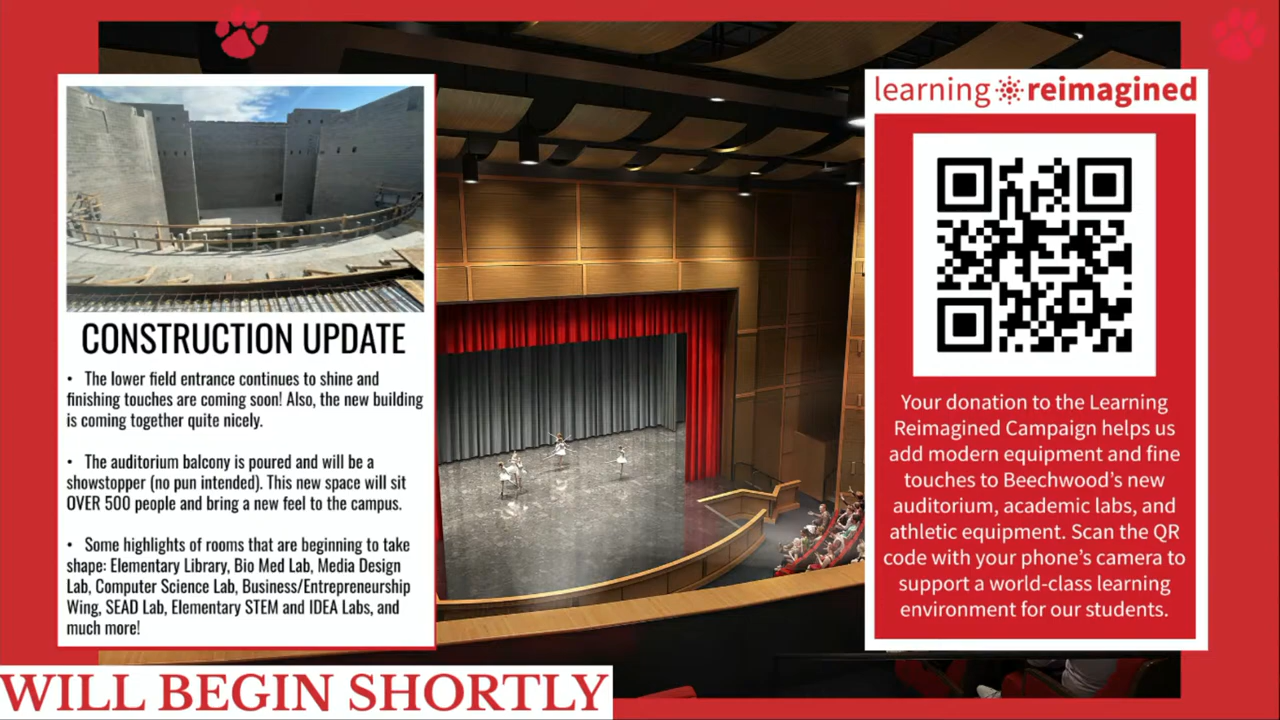 CONSTRUCTION UPDATE
• The lower field entrance continues to shine and
finishing touches are coming soon! Also, the new building
is coming together quite nicely.
• The auditorium balcony is poured and will be a
showstopper (no pun intended). This new space will sit
OVER 500 people and bring a new feel to the campus.
• Some highlights of rooms that are beginning to take
shape: Elementary Library, Bio Med Lab, Media Design
Lab, Computer Science Lab, Business/Entrepreneurship
Wing, SEAD Lab, Elementary STEM and IDEA Labs, and
much more!
learning reimagined
Your donation to the Learning
Reimagined Campaign helps us
add modern equipment and fine
touches to Beechwood's new
auditorium, academic labs, and
athletic equipment. Scan the QR
code with your phone's camera to
support a world-class learning
environment for our students.
WILL BEGIN SHORTLY